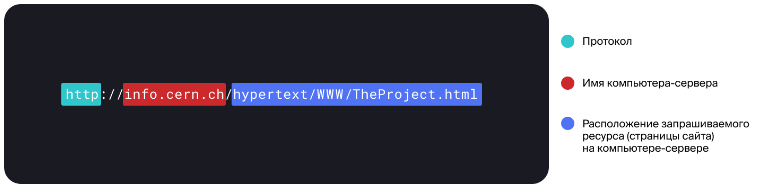 http://info.cern.ch/hypertext/WWW/TheProject.html
Протокол
Имя компьютера-сервера
Расположение запрашиваемого
ресурса (страницы сайта)
на компьютере-сервере